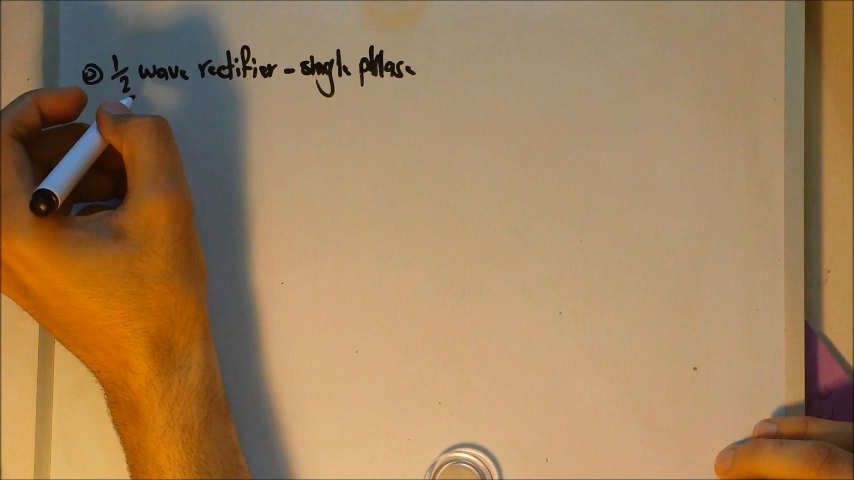 ② 1/2 wave rectifier - single phase